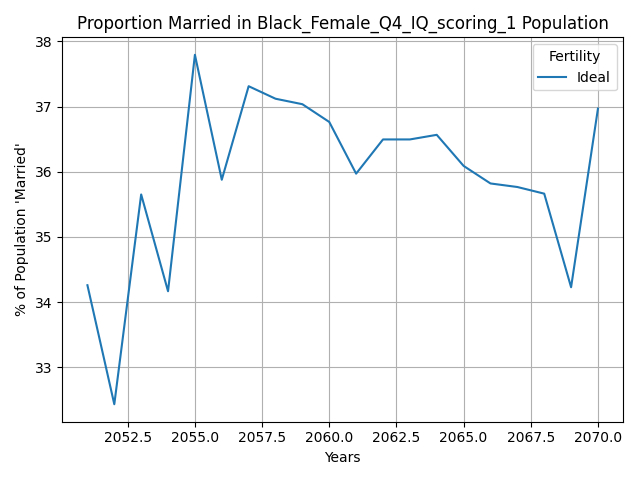 Proportion Married in Black_Female_Q4_IQ_scoring_1 Population
38
37
36
35
34
33
% of Population 'Married'
Fertility
Ideal
2052.5 2055.0 2057.5 2060.0 2062.5 2065.0 2067.5 2070.0
Years